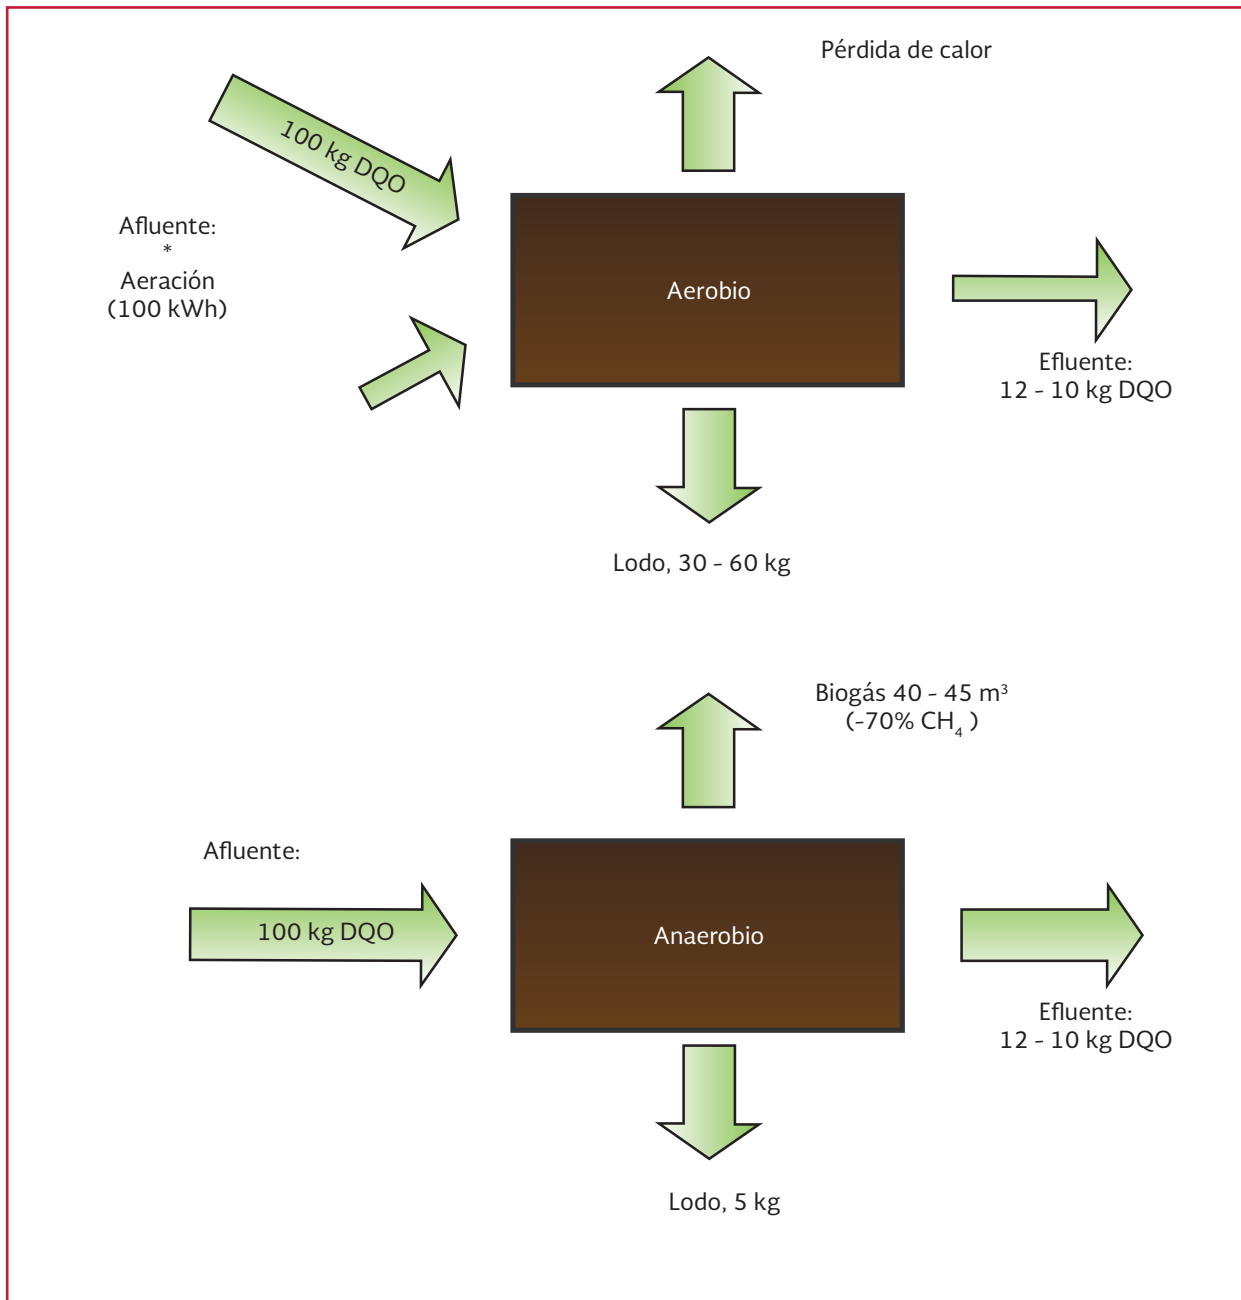 Pérdida de calor
100 kg DQO
Afluente:
*
Aeración
(100 kWh)
Aerobio
Efluente:
12 - 10 kg DQO
Lodo, 30 - 60 kg
Biogás 40 - 45 m³
(-70% CH₄ )
Afluente:
100 kg DQO
Anaerobio
Efluente:
12 - 10 kg DQO
Lodo, 5 kg